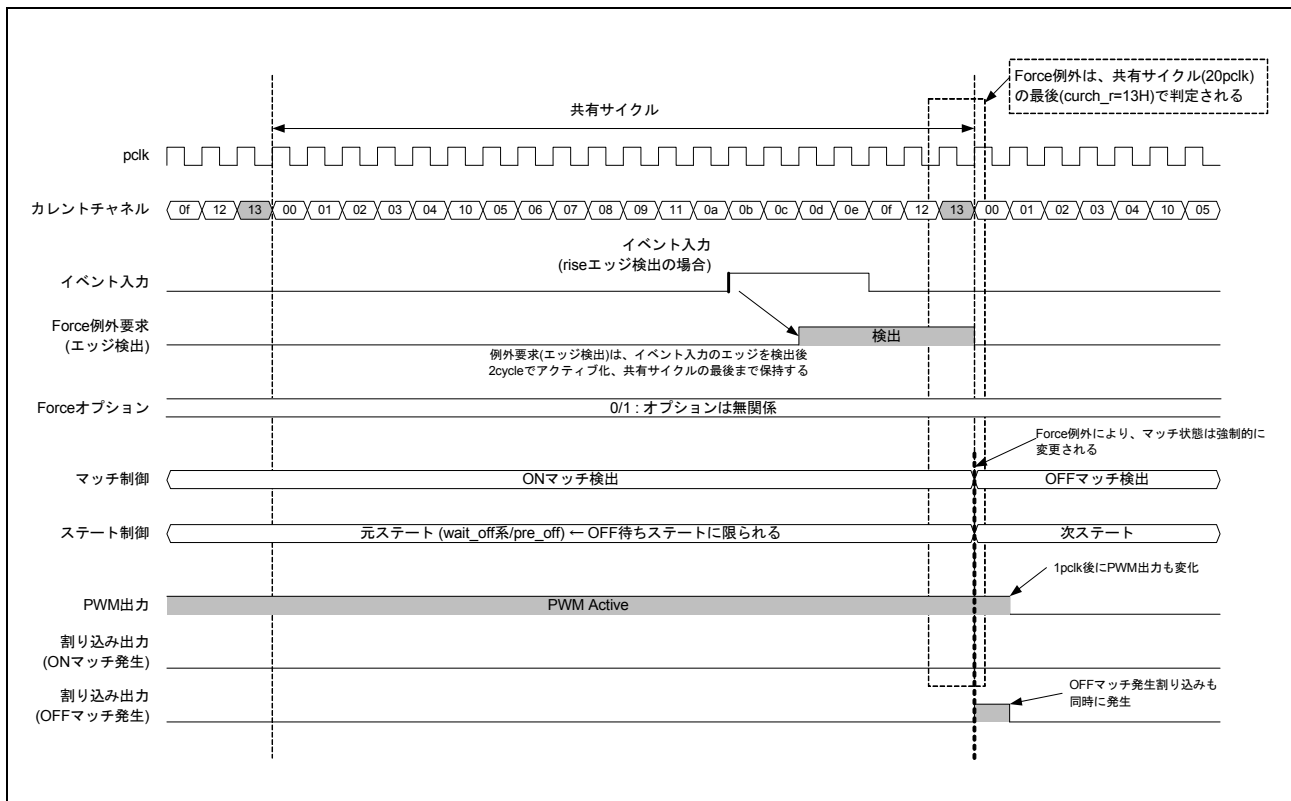 Force例外は、共有サイクル(20pclk)
の最後(curch_r=13H)で判定される
共有サイクル
pclk
カレントチャネル 0f 12 13 00 01 02 03 04 10 05 06 07 08 09 11 0a 0b 0c 0d 0e 0f 12 13 00 01 02 03 04 10 05
イベント入力
(riseエッジ検出の場合)
イベント入力
Force例外要求
(エッジ検出)
検出
例外要求(エッジ検出)は、イベント入力のエッジを検出後
2cycleでアクティブ化、共有サイクルの最後まで保持する
Forceオプション 0/1 : オプションは無関係
Force例外により、マッチ状態は強制的に
変更される
マッチ制御 ONマッチ検出 OFFマッチ検出
ステート制御 元ステート (wait_off系/pre_off) ← OFF待ちステートに限られる 次ステート
1pclk後にPWM出力も変化
PWM出力 PWM Active
割り込み出力
(ONマッチ発生)
OFFマッチ発生割り込みも
同時に発生
割り込み出力
(OFFマッチ発生)